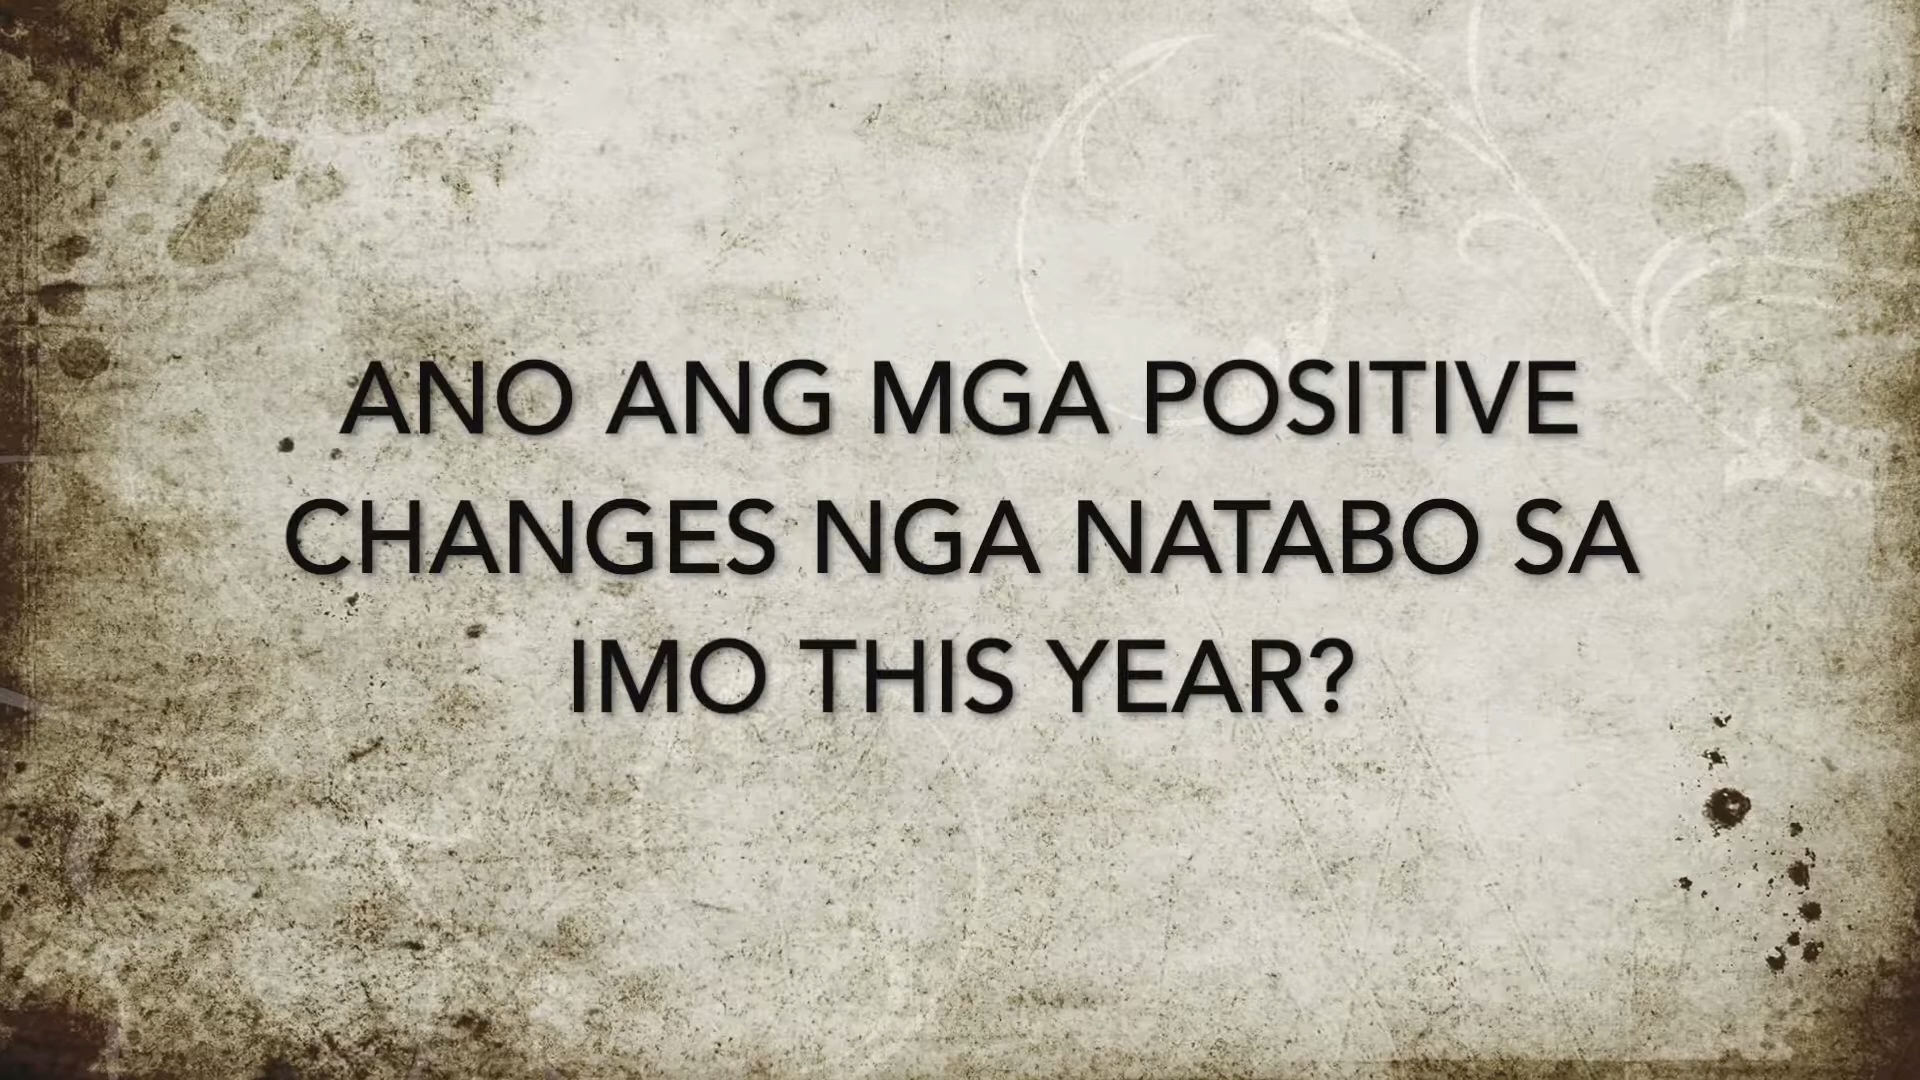 ANO ANG MGA POSITIVE
CHANGES NGA NATABO SA
IMO THIS YEAR?